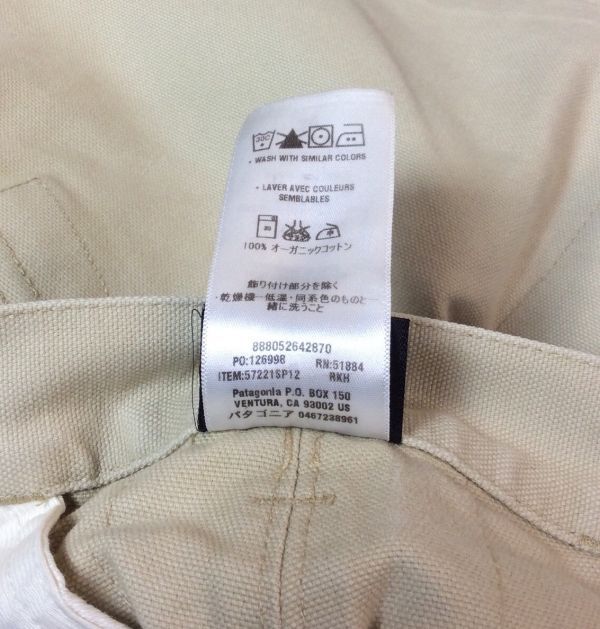 30C
• WASH WITH SIMILAR COLORS
• LAVER AVEC COULEURS
SEMBLABLES
100% オーガニックコットン
飾り付け部分を除く
・乾燥機ー低温・同系色のものと一
緒に洗うこと
888052642870
PO:126998 RN:51884
ITEM:57221SP12 RKH
Patagonia P.O. BOX 150
VENTURA, CA 93002 US
パタゴニア 0467238961